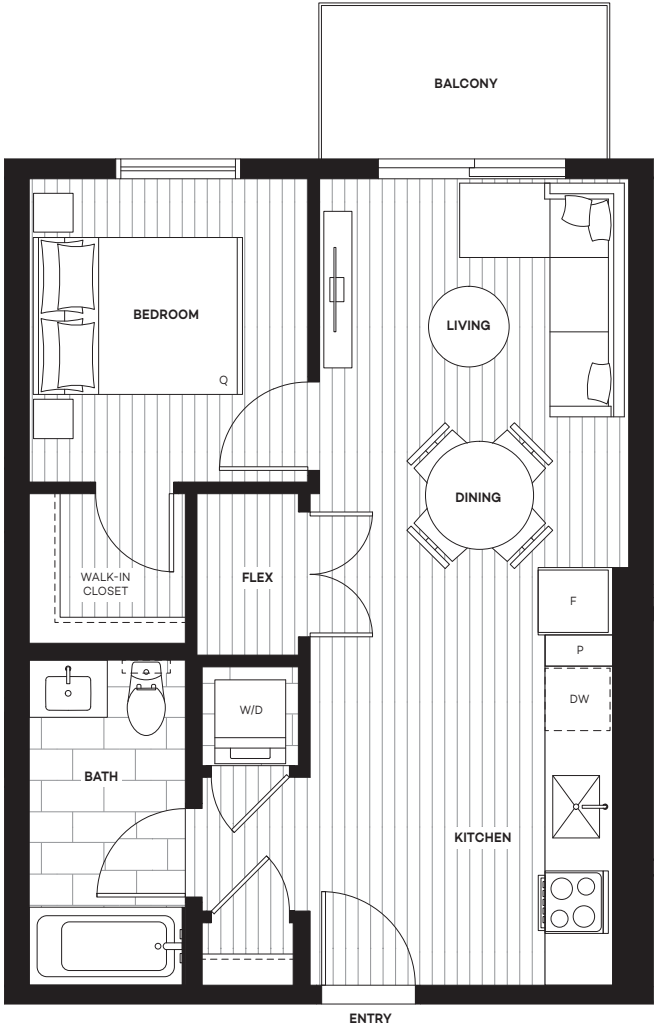 BALCONY
BEDROOM
LIVING
Q
DINING
WALK-IN
CLOSET
FLEX
F
P
DW
W/D
BATH
KITCHEN
ENTRY